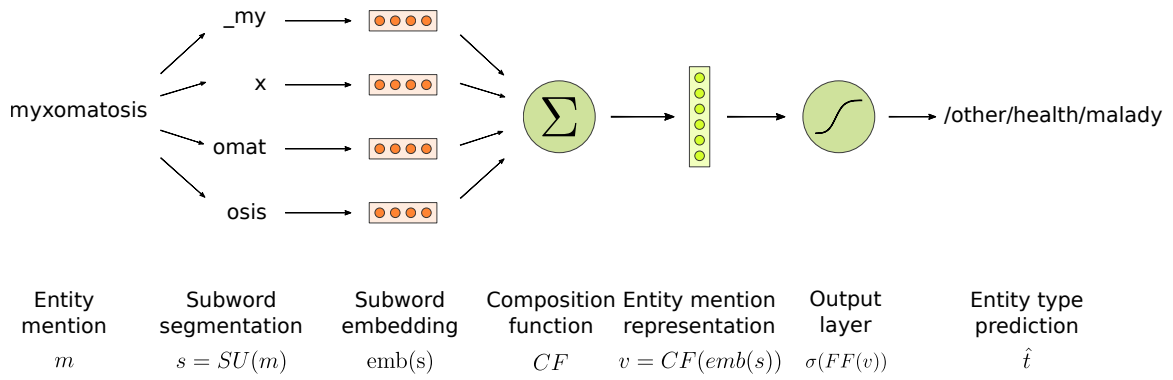 _my
x
myxomatosis
omat
osis
Σ
/other/health/malady
Entity mention
m
Subword segmentation
s = SU(m)
Subword embedding
emb(s)
Composition function
CF
Entity mention representation
v = CF(emb(s))
Output layer
σ(FF(v))
Entity type prediction
t̂